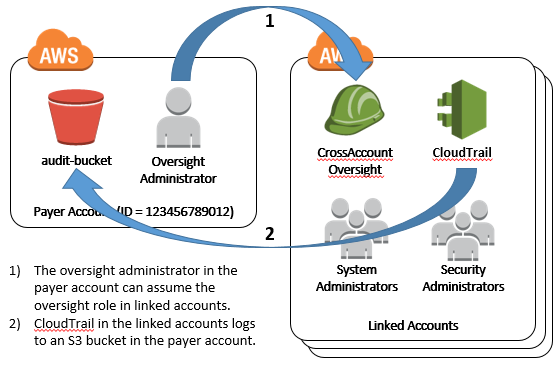 1
AWS
AWS
audit-bucket
Oversight
Administrator
Payer Account (ID = 123456789012)
CrossAccount
Oversight
CloudTrail
2
System
Administrators
Security
Administrators
Linked Accounts
1) The oversight administrator in the
payer account can assume the
oversight role in linked accounts.
2) CloudTrail in the linked accounts logs
to an S3 bucket in the payer account.